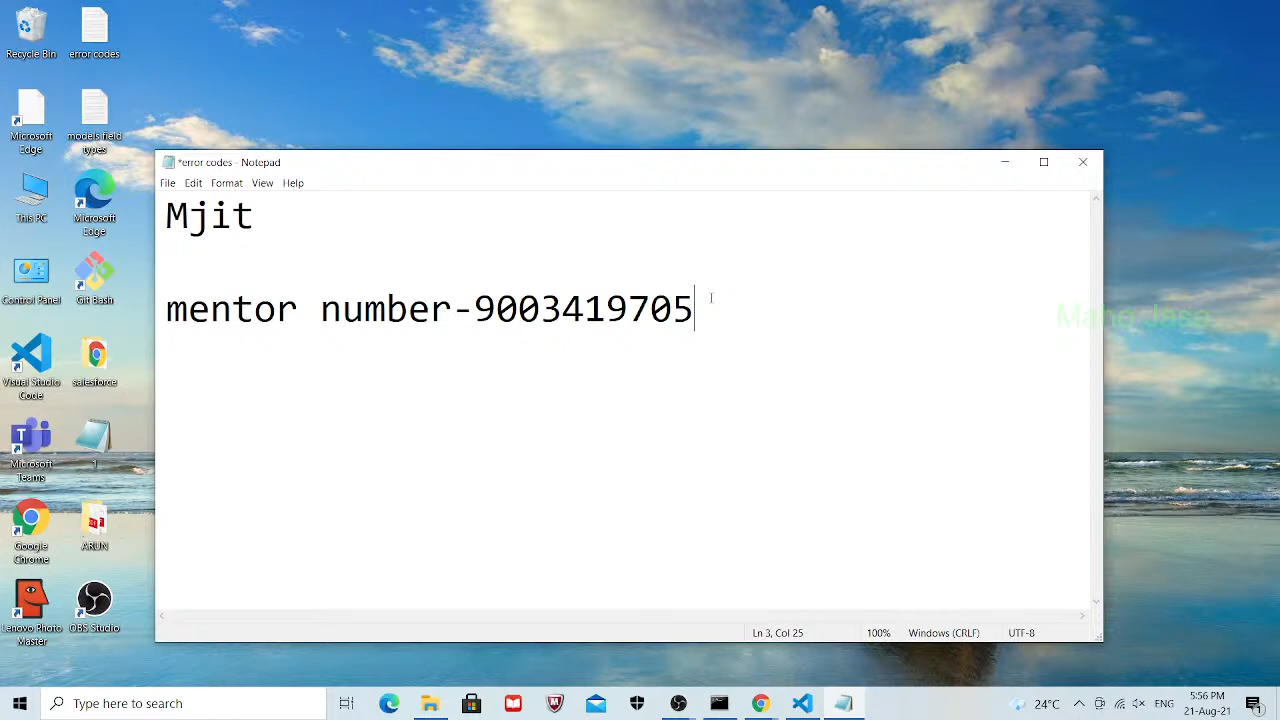 Recycle Bin
error codes
Microsoft
Edge
models field
types
This PC
Microsoft
Edge
Control Panel
Git Bash
Visual Studio
Code
salesforce
Microsoft
Teams
1
Google
Chrome
ARUN
Lenovo Photo
Master
OBS Studio
*error codes - Notepad
File Edit Format View Help
Mjit
mentor number-9003419705
Ln 3, Col 25 100% Windows (CRLF) UTF-8
Type here to search
24°C ENG
5:56 PM
21-Aug-21
1